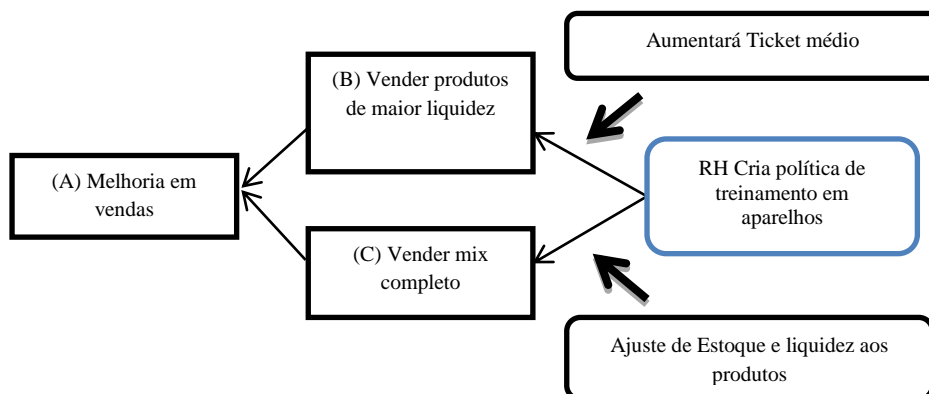 Aumentará Ticket médio
(B) Vender produtos
de maior liquidez
(A) Melhoria em
vendas
RH Cria política de
treinamento em
aparelhos
(C) Vender mix
completo
Ajuste de Estoque e liquidez aos
produtos